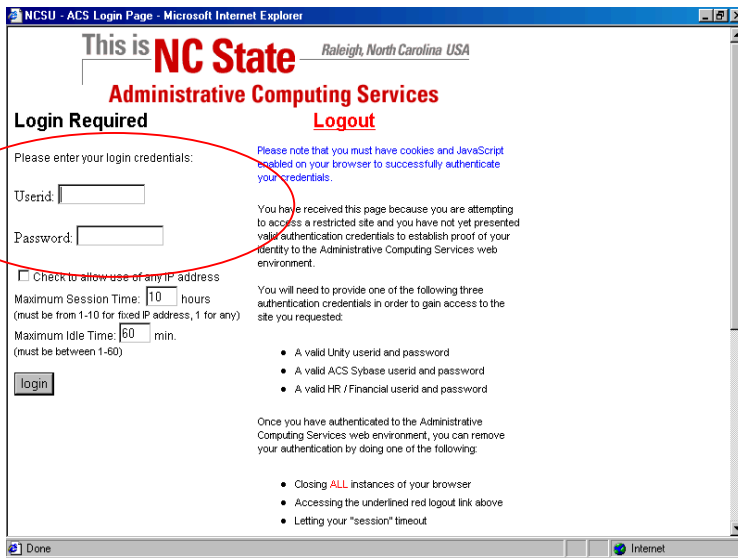 NCSU - ACS Login Page - Microsoft Internet Explorer
This is NC State Raleigh, North Carolina USA
Administrative Computing Services
Login Required
Please enter your login credentials:
Userid:
Password:
Check to allow use of any IP address
Maximum Session Time: 10 hours
(must be from 1-10 for fixed IP address, 1 for any)
Maximum Idle Time: 60 min.
(must be between 1-60)
login
Logout
Please note that you must have cookies and JavaScript
enabled on your browser to successfully authenticate
your credentials.
You have received this page because you are attempting
to access a restricted site and you have not yet presented
valid authentication credentials to establish proof of your
identity to the Administrative Computing Services web
environment.
You will need to provide one of the following three
authentication credentials in order to gain access to the
site you requested:
A valid Unity userid and password
A valid ACS Sybase userid and password
A valid HR / Financial userid and password
Once you have authenticated to the Administrative
Computing Services web environment, you can remove
your authentication by doing one of the following:
Closing ALL instances of your browser
Accessing the underlined red logout link above
Letting your "session" timeout
Done
Internet